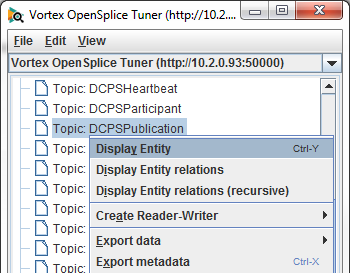 Vortex OpenSplice Tuner (http://10.2....
File Edit View
Vortex OpenSplice Tuner (http://10.2.0.93:50000)
Topic: DCPSHeartbeat
Topic: DCPSParticipant
Topic: DCPSPublication
Topic:
Display Entity Ctrl-Y
Topic:
Display Entity relations
Topic:
Display Entity relations (recursive)
Topic:
Create Reader-Writer
Topic:
Export data
Topic:
Export metadata Ctrl-X
Topic: